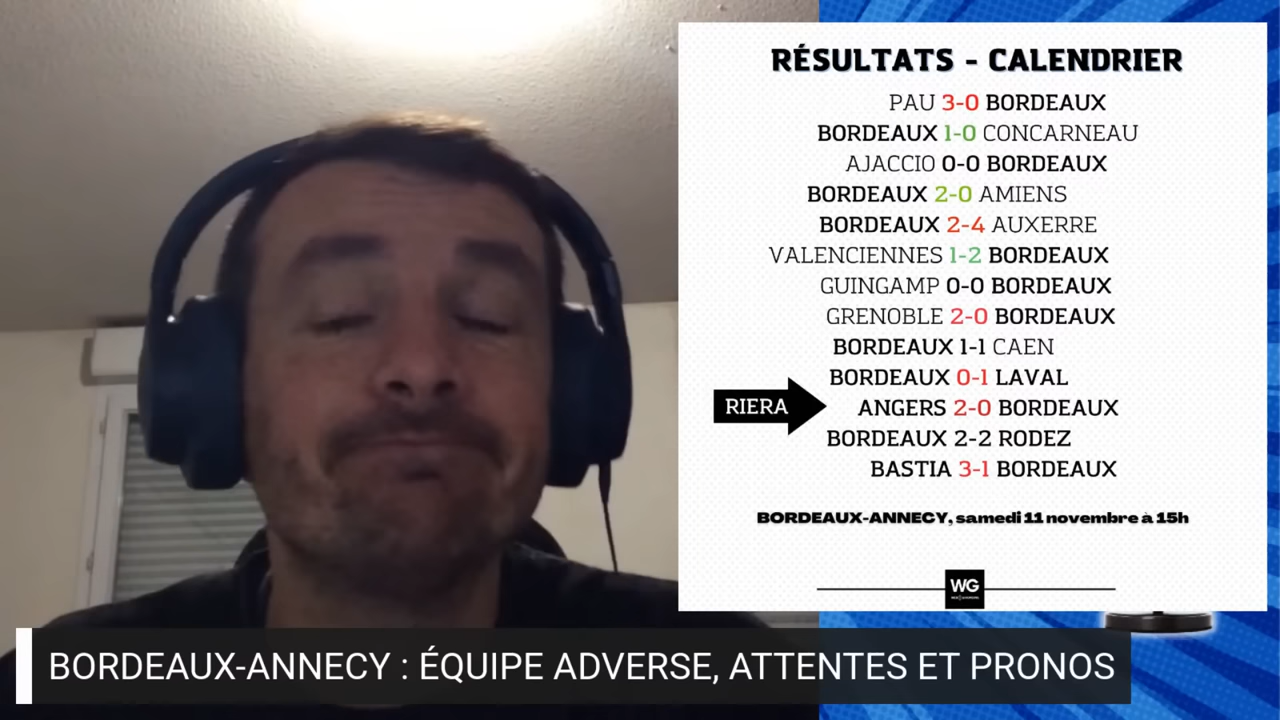 RÉSULTATS - CALENDRIER
PAU 3-0 BORDEAUX
BORDEAUX 1-0 CONCARNEAU
AJACCIO 0-0 BORDEAUX
BORDEAUX 2-0 AMIENS
BORDEAUX 2-4 AUXERRE
VALENCIENNES 1-2 BORDEAUX
GUINGAMP 0-0 BORDEAUX
GRENOBLE 2-0 BORDEAUX
BORDEAUX 1-1 CAEN
BORDEAUX 0-1 LAVAL
RIERA
ANGERS 2-0 BORDEAUX
BORDEAUX 2-2 RODEZ
BASTIA 3-1 BORDEAUX
BORDEAUX-ANNECY, samedi 11 novembre à 15h
WG
BORDEAUX-ANNECY : ÉQUIPE ADVERSE, ATTENTES ET PRONOS